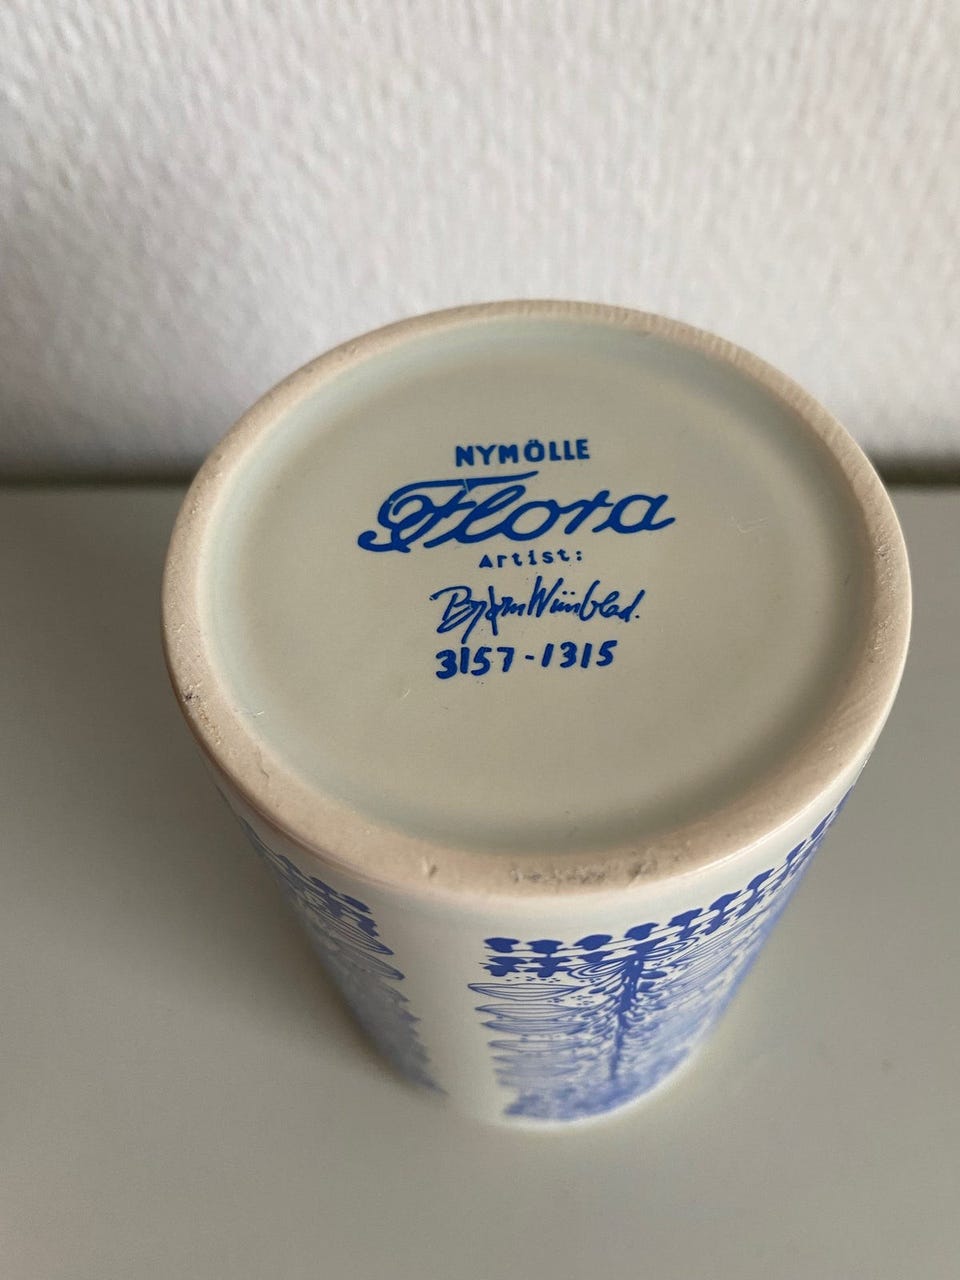 NYMÖLLE
Flora
Artist:
Bjørn Wiinblad.
3157-1315